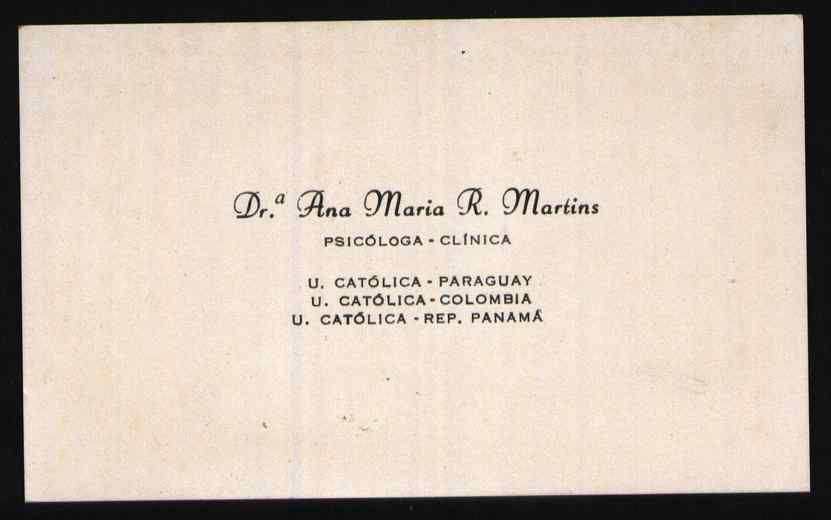 Dr.ª Ana Maria R. Martins
PSICÓLOGA - CLÍNICA
U. CATÓLICA - PARAGUAY
U. CATÓLICA - COLOMBIA
U. CATÓLICA - REP. PANAMÁ